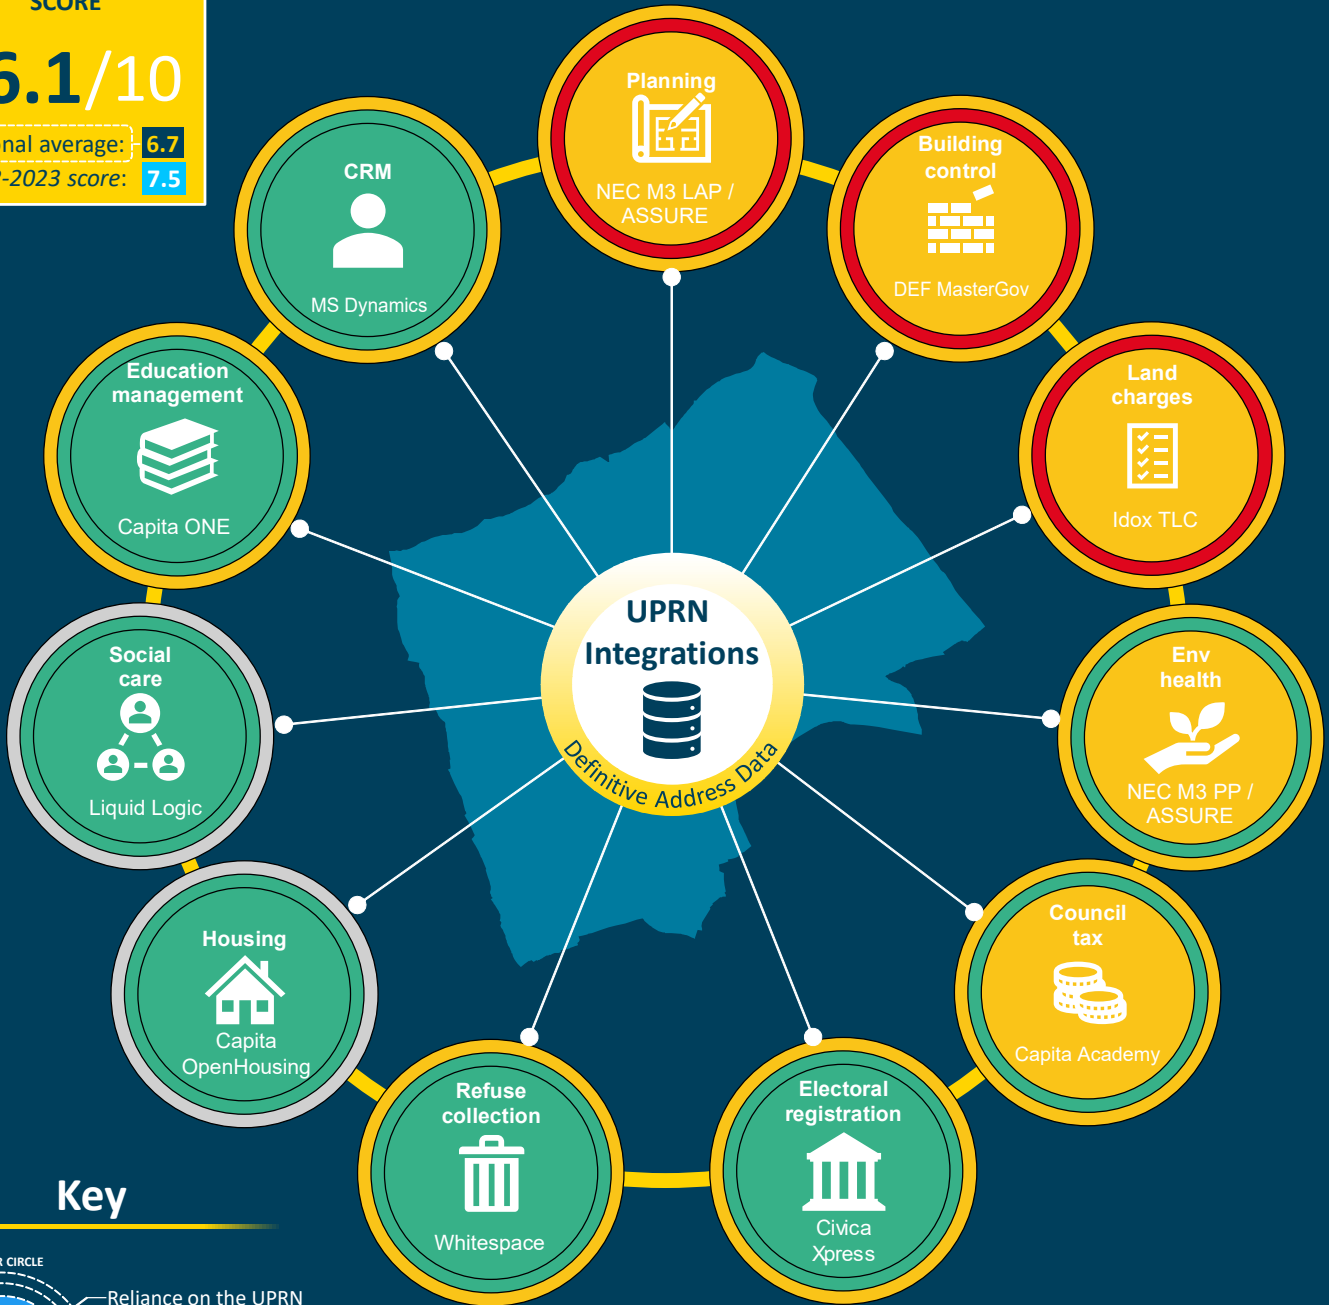 SCORE
6.1/10
onal average: 6.7
-2023 score: 7.5
Planning
NEC M3 LAP /
ASSURE
Building
control
DEF MasterGov
CRM
MS Dynamics
Land
charges
Idox TLC
Education
management
Capita ONE
UPRN
Integrations
Definitive Address Data
Env
health
NEC M3 PP /
ASSURE
Social
care
Liquid Logic
Council
tax
Capita Academy
Housing
Capita
OpenHousing
Refuse
collection
Whitespace
Electoral
registration
Civica
Xpress
Key
R CIRCLE
Reliance on the UPRN